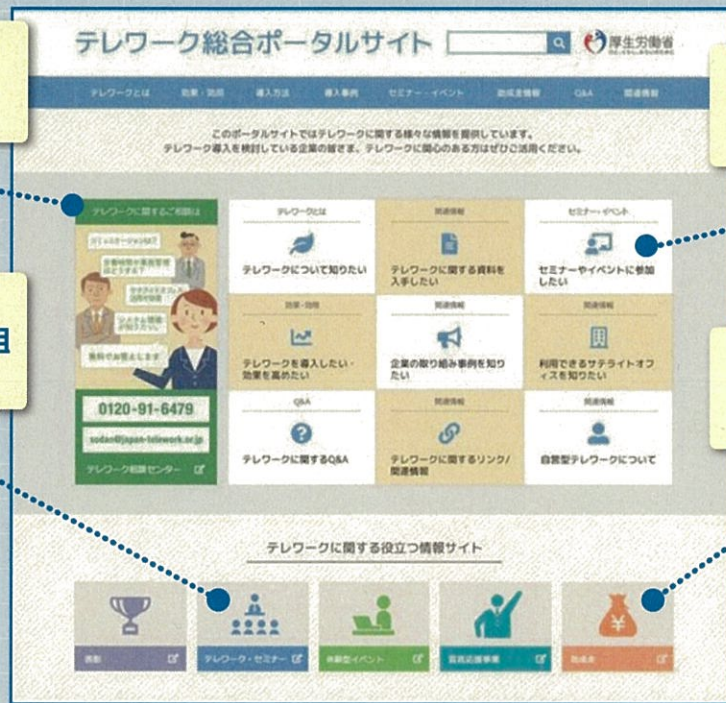 テレワーク総合ポータルサイト
厚生労働省
テレワークとは 効果・効用 導入方法 導入事例 セミナー・イベント 助成金情報 Q&A 関連情報
このポータルサイトではテレワークに関する様々な情報を提供しています。
テレワーク導入を検討している企業の皆さま、テレワークに関心のある方はぜひご活用ください。
テレワークに関するご相談は
無料でお答えします
0120-91-6479
sodan@japan-telework.or.jp
テレワーク相談センター
テレワークとは
テレワークについて知りたい
関連情報
テレワークに関する資料を
入手したい
セミナー・イベント
セミナーやイベントに参加
したい
効果・効用
テレワークを導入したい・
効果を高めたい
関連情報
企業の取り組み事例を知り
たい
関連情報
利用できるサテライトオフ
ィスを知りたい
Q&A
テレワークに関するQ&A
関連情報
テレワークに関するリンク/
関連情報
関連情報
自営型テレワークについて
組
テレワークに関する役立つ情報サイト
表彰
テレワーク・セミナー
体験型イベント
助成金